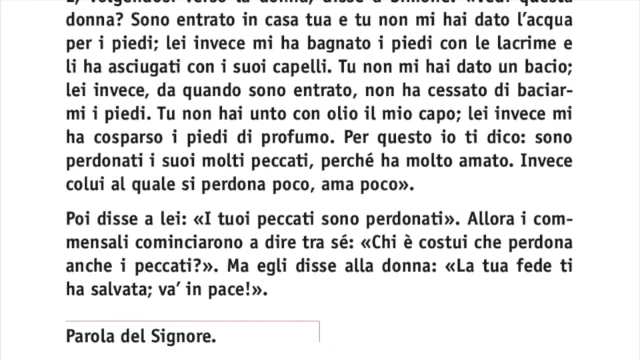 E, volgendosi verso la donna, disse a Simone: «Vedi questa
donna? Sono entrato in casa tua e tu non mi hai dato l’acqua
per i piedi; lei invece mi ha bagnato i piedi con le lacrime e
li ha asciugati con i suoi capelli. Tu non mi hai dato un bacio;
lei invece, da quando sono entrato, non ha cessato di baciar-
mi i piedi. Tu non hai unto con olio il mio capo; lei invece mi
ha cosparso i piedi di profumo. Per questo io ti dico: sono
perdonati i suoi molti peccati, perché ha molto amato. Invece
colui al quale si perdona poco, ama poco».
Poi disse a lei: «I tuoi peccati sono perdonati». Allora i com-
mensali cominciarono a dire tra sé: «Chi è costui che perdona
anche i peccati?». Ma egli disse alla donna: «La tua fede ti
ha salvata; va’ in pace!».
Parola del Signore.